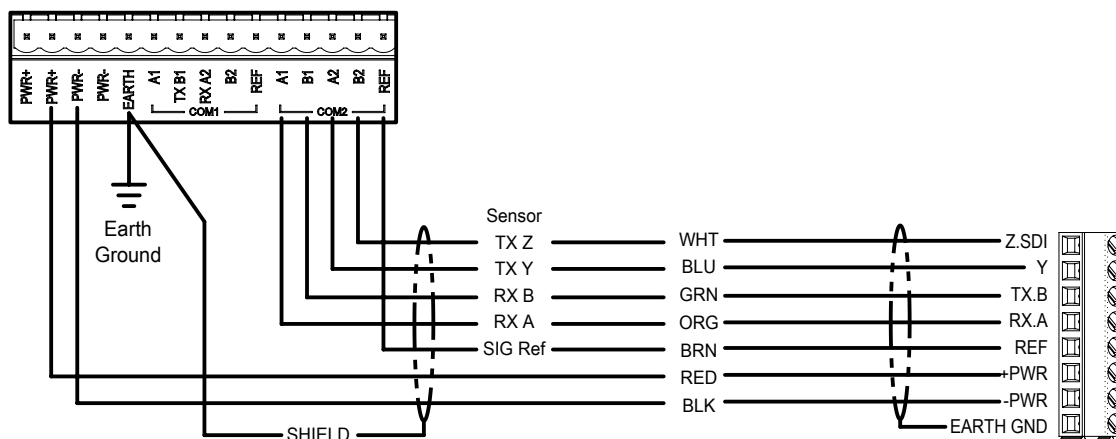 PWR+
PWR+
PWR-
PWR-
EARTH
A1
TX B1
RX A2
B2
REF
A1
B1
A2
B2
REF
COM1
COM2
Earth
Ground
Sensor
TX Z WHT Z.SDI
TX Y BLU Y
RX B GRN TX.B
RX A ORG RX.A
SIG Ref BRN REF
RED +PWR
BLK -PWR
SHIELD EARTH GND